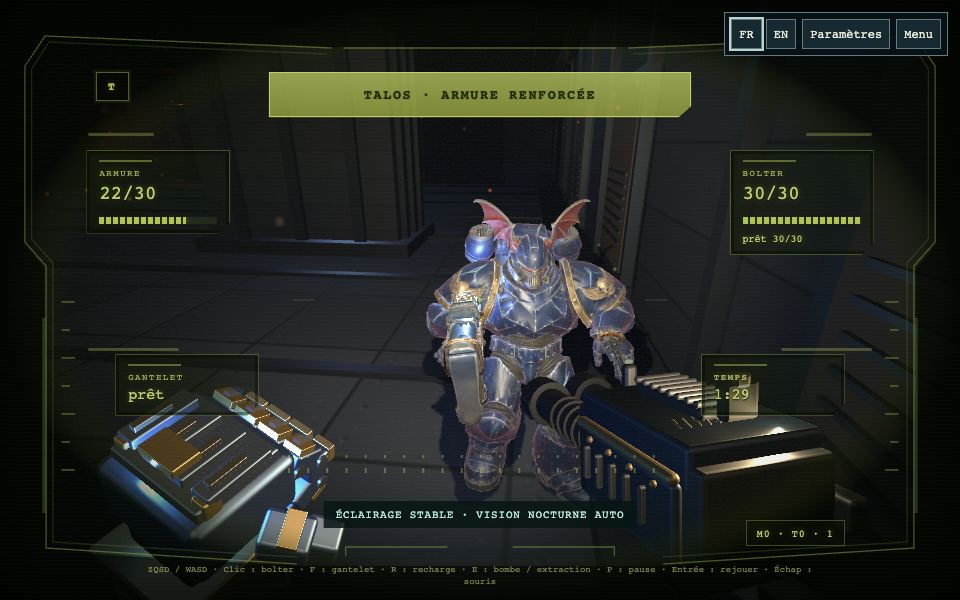 FR
EN
Paramètres
Menu
T
TALOS · ARMURE RENFORCÉE
ARMURE
22/30
BOLTER
30/30
prêt 30/30
GANTELET
prêt
TEMPS
1:29
ÉCLAIRAGE STABLE · VISION NOCTURNE AUTO
M0 · T0 · 1
ZQSD / WASD · Clic : bolter · F : gantelet · R : recharge · E : bombe / extraction · P : pause · Entrée : rejouer · Échap :
souris